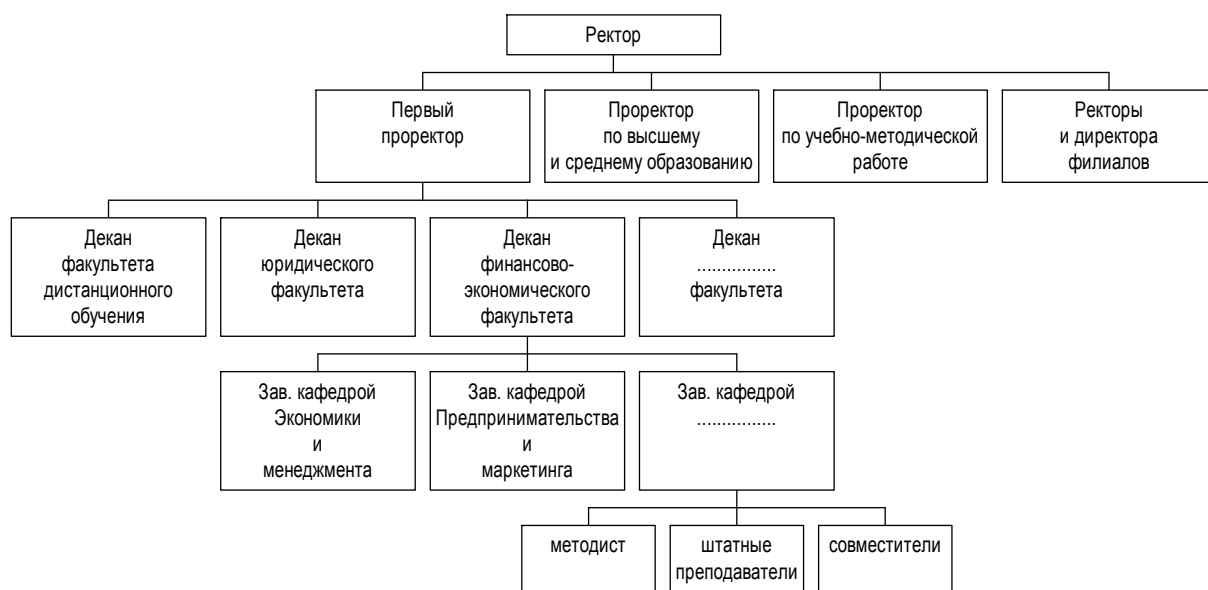 Ректор
Первый
проректор
Проректор
по высшему
и среднему образованию
Проректор
по учебно-методической
работе
Ректоры
и директора
филиалов
Декан
факультета
дистанционного
обучения
Декан
юридического
факультета
Декан
финансово-
экономического
факультета
Декан
................
факультета
Зав. кафедрой
Экономики
и
менеджмента
Зав. кафедрой
Предпринимательства
и
маркетинга
Зав. кафедрой
................
методист
штатные
преподаватели
совместители